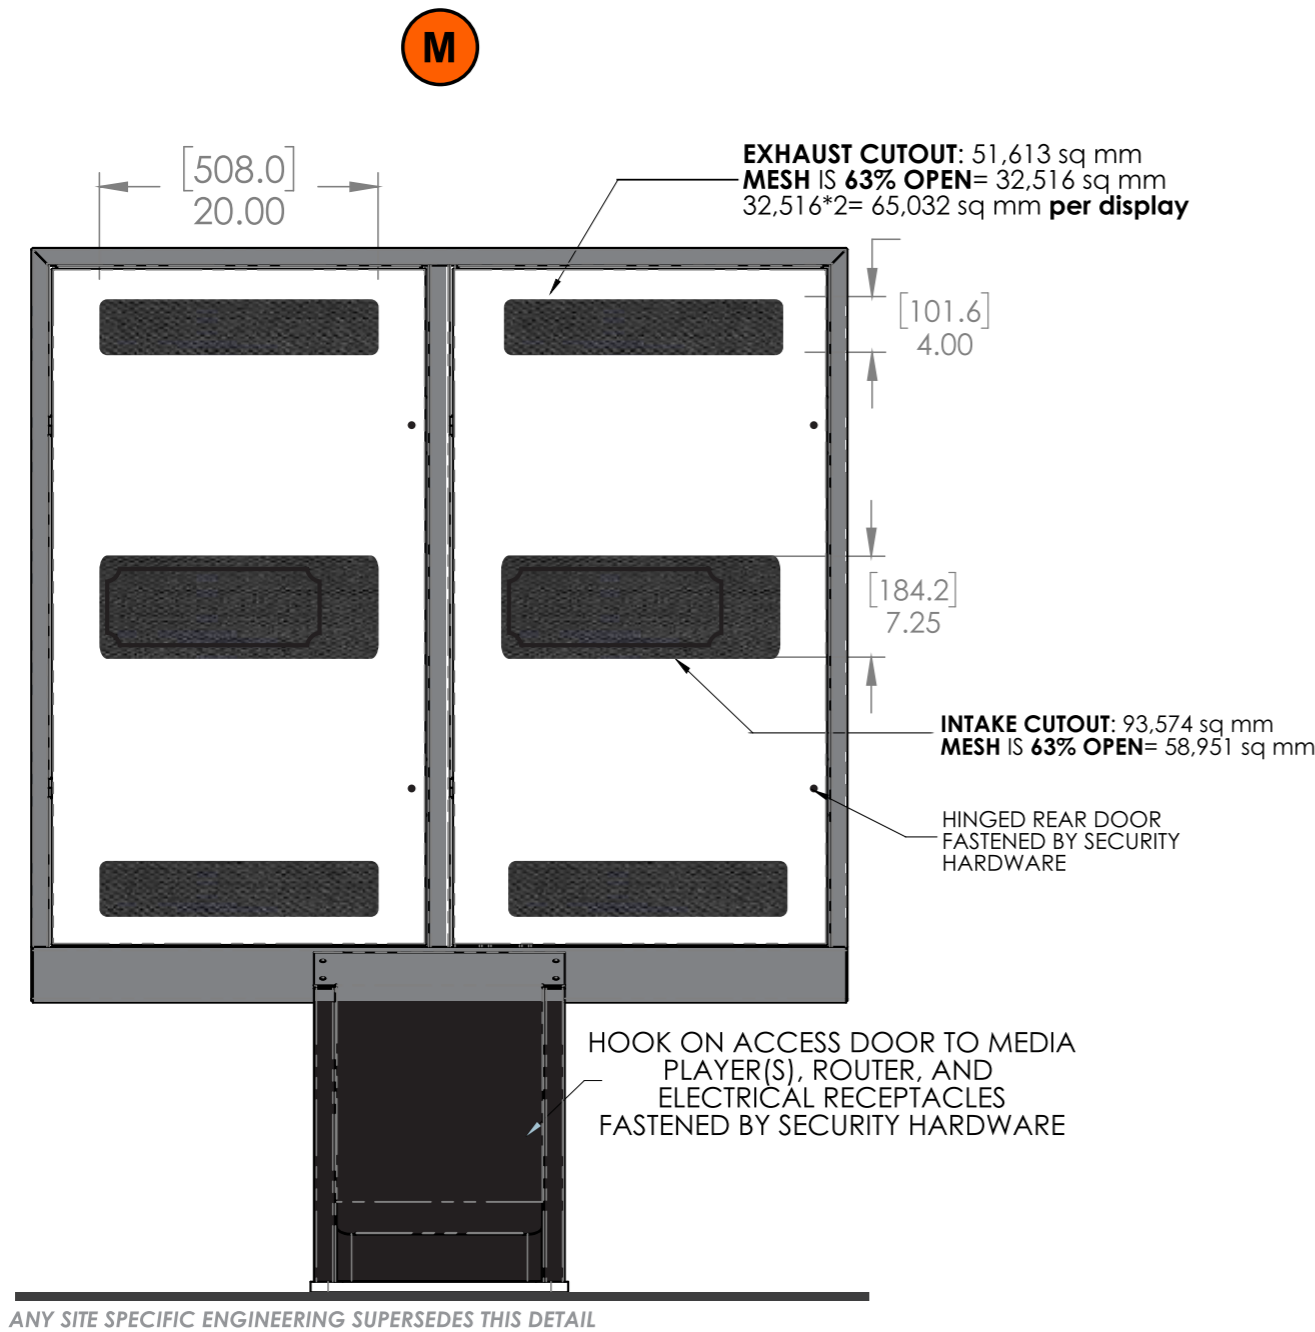 M
[508.0]
20.00
EXHAUST CUTOUT: 51,613 sq mm
MESH IS 63% OPEN= 32,516 sq mm
32,516*2= 65,032 sq mm per display
[101.6]
4.00
[184.2]
7.25
INTAKE CUTOUT: 93,574 sq mm
MESH IS 63% OPEN= 58,951 sq mm
HINGED REAR DOOR
FASTENED BY SECURITY
HARDWARE
HOOK ON ACCESS DOOR TO MEDIA
PLAYER(S), ROUTER, AND
ELECTRICAL RECEPTACLES
FASTENED BY SECURITY HARDWARE
ANY SITE SPECIFIC ENGINEERING SUPERSEDES THIS DETAIL